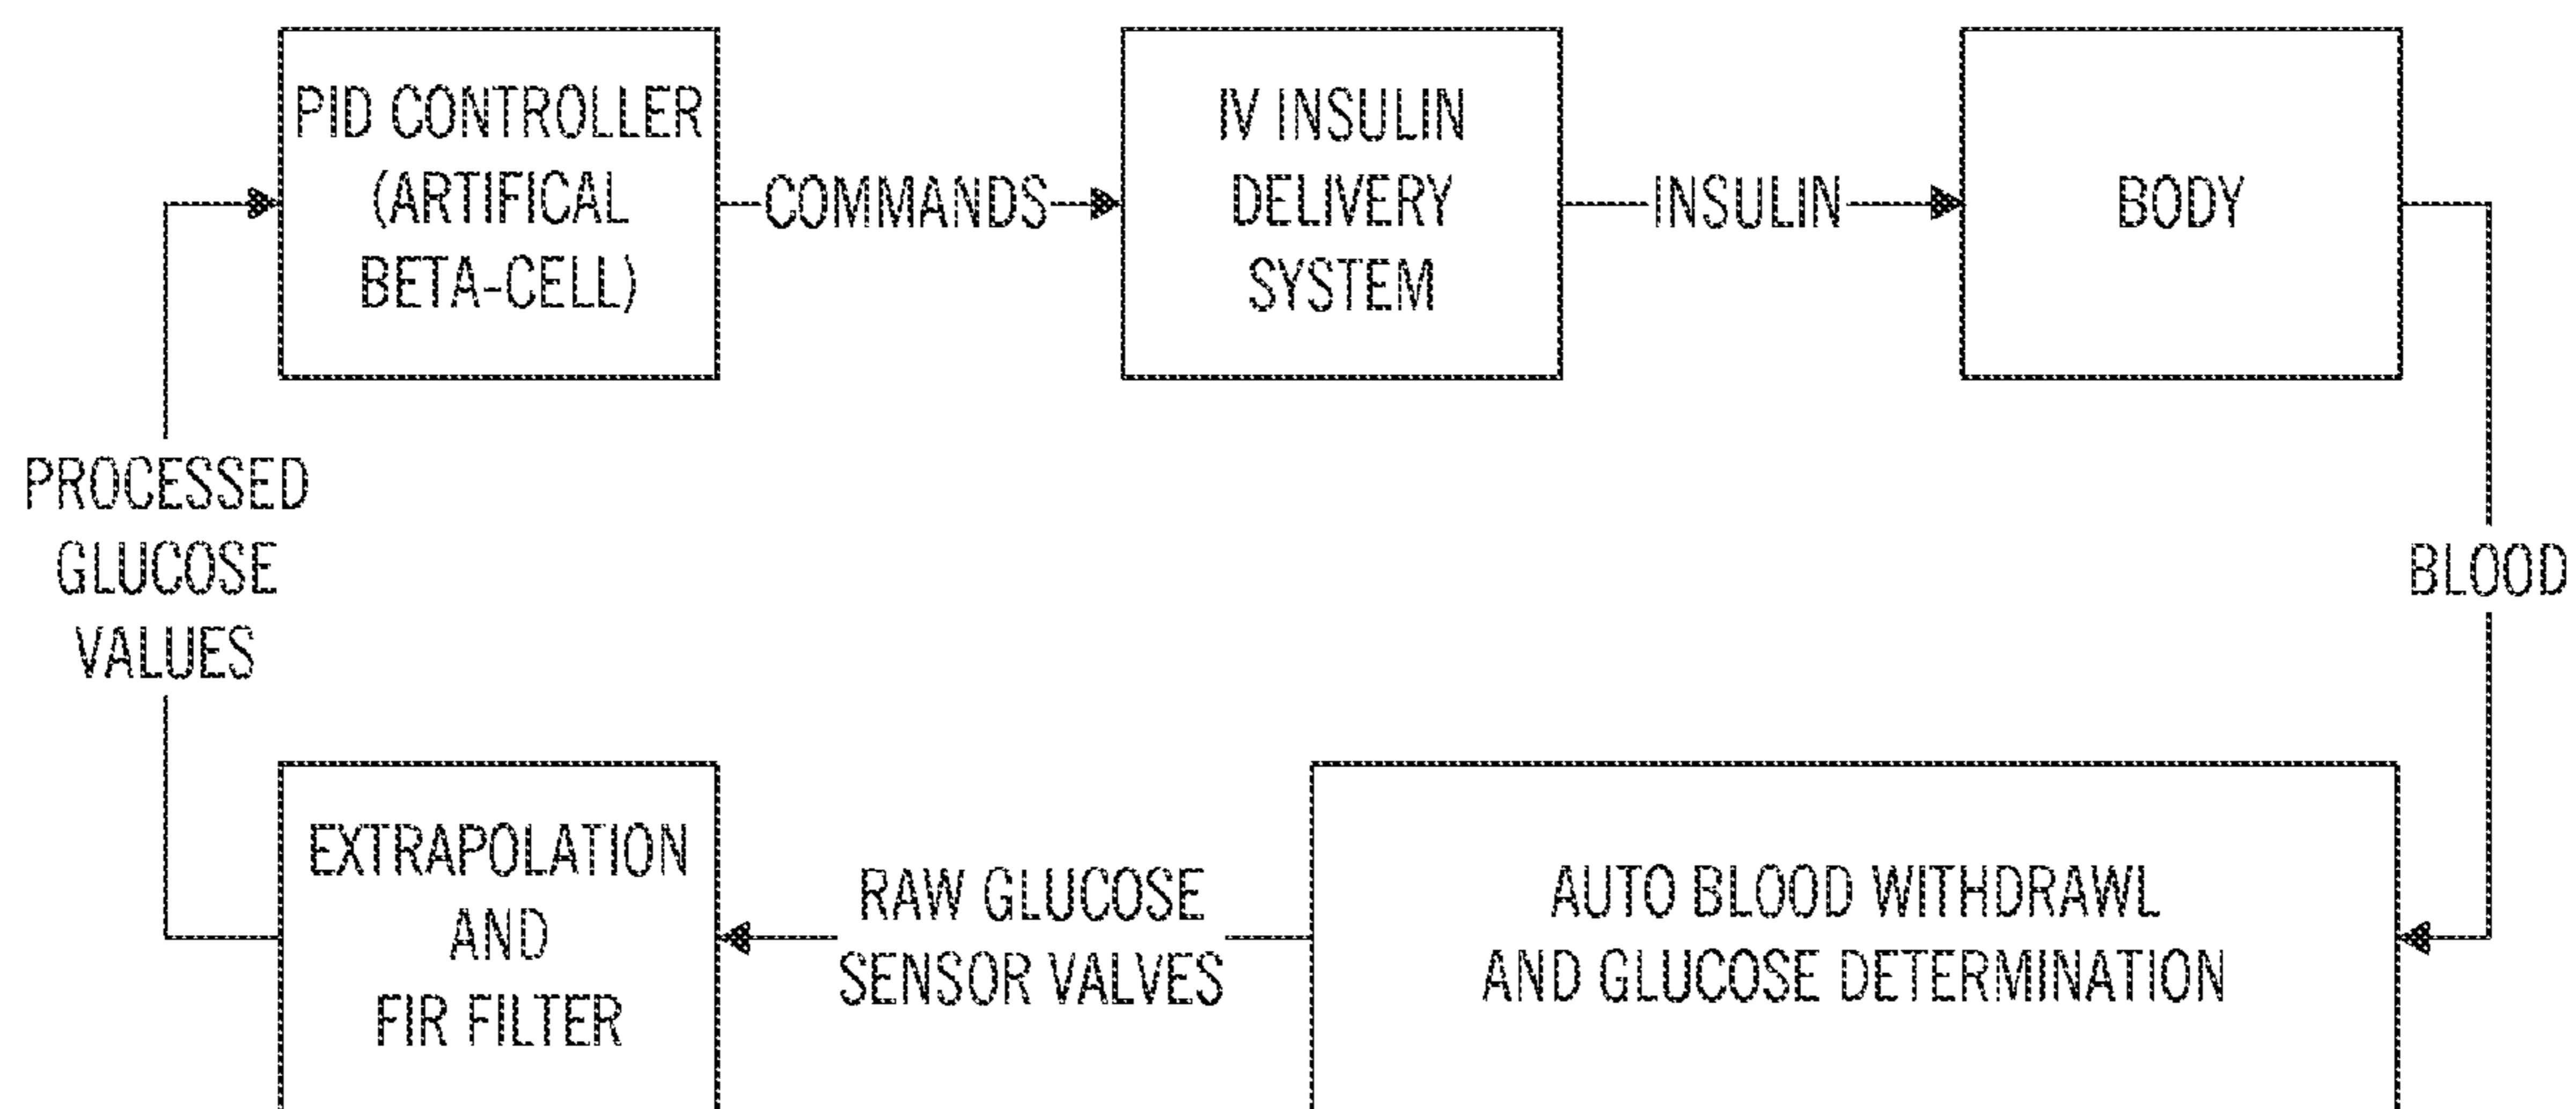 PID CONTROLLER
(ARTIFICAL
BETA-CELL)
COMMANDS
IV INSULIN
DELIVERY
SYSTEM
INSULIN
BODY
PROCESSED
GLUCOSE
VALUES
BLOOD
EXTRAPOLATION
AND
FIR FILTER
RAW GLUCOSE
SENSOR VALVES
AUTO BLOOD WITHDRAWL
AND GLUCOSE DETERMINATION